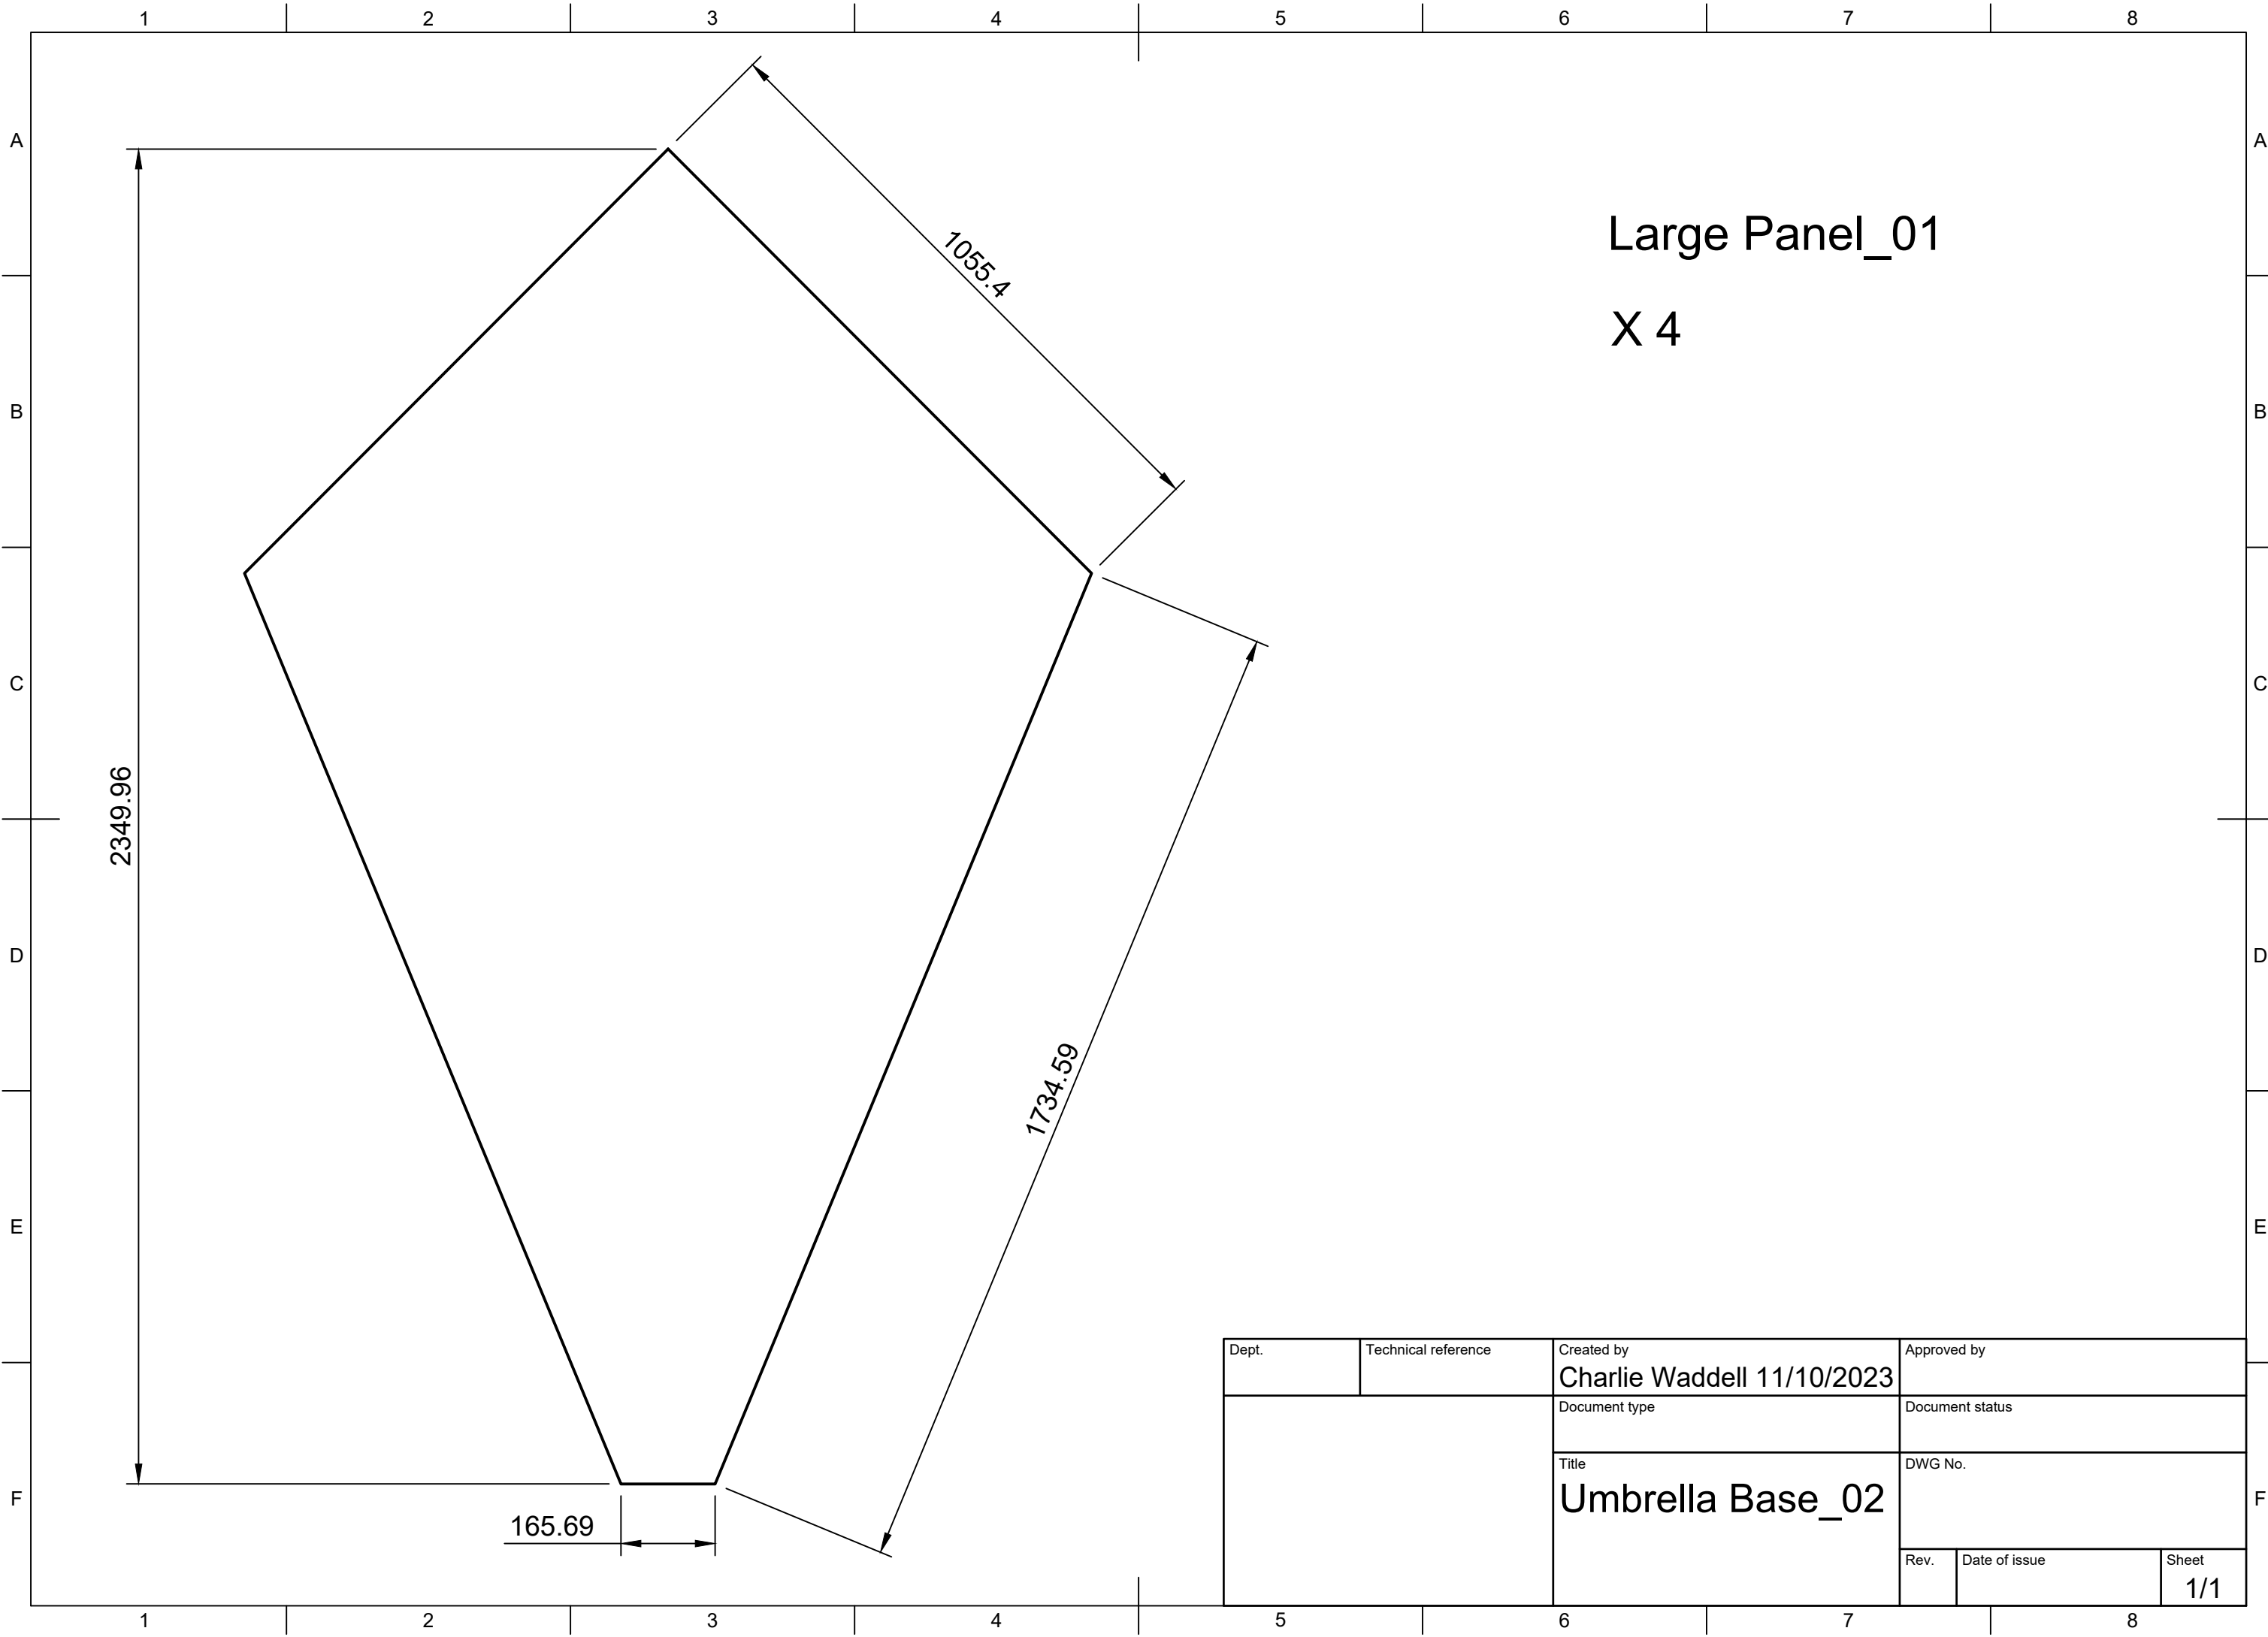 1 2 3 4 5 6 7 8
A A
Large Panel_01
1055.4
X 4
B B
C C
2349.96
D D
1734.59
E E
Dept. Technical reference Created by Approved by
Charlie Waddell 11/10/2023
Document type Document status
Title DWG No.
Umbrella Base_02
F F
165.69
Rev. Date of issue Sheet
1/1
1 2 3 4 5 6 7 8